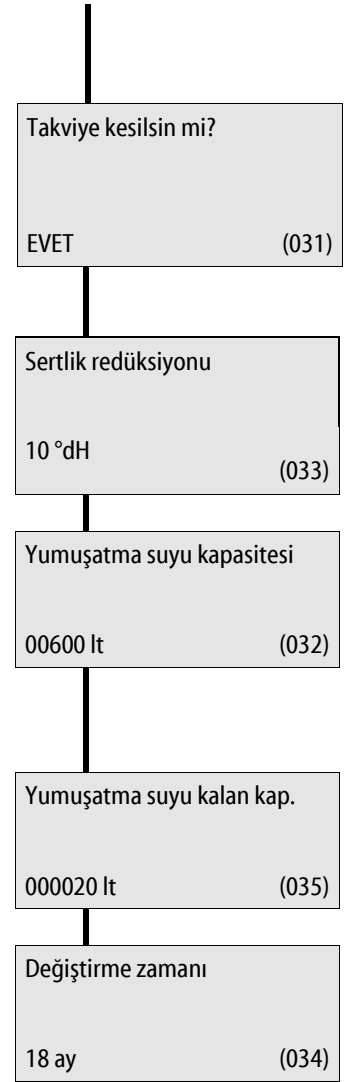 Takviye kesilsin mi?
EVET (031)
Sertlik redüksiyonu
10 °dH
(033)
Yumuşatma suyu kapasitesi
00600 lt (032)
Yumuşatma suyu kalan kap.
000020 lt (035)
Değiştirme zamanı
18 ay (034)